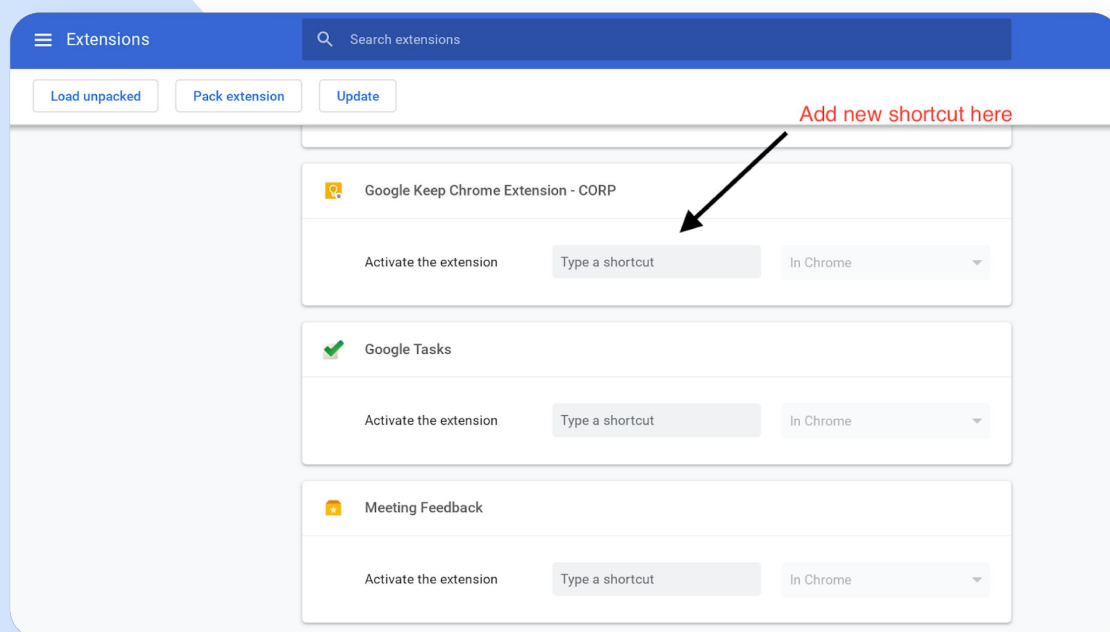 Extensions
Search extensions
Load unpacked
Pack extension
Update
Add new shortcut here
Google Keep Chrome Extension - CORP
Activate the extension
Type a shortcut
In Chrome
Google Tasks
Activate the extension
Type a shortcut
In Chrome
Meeting Feedback
Activate the extension
Type a shortcut
In Chrome